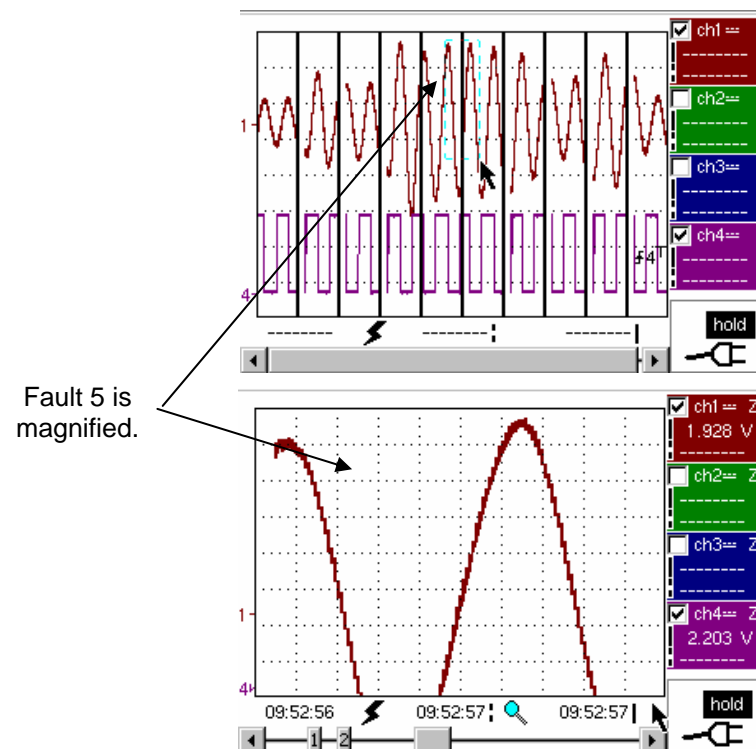 ch1
--------
--------
ch2
--------
--------
ch3
--------
--------
ch4
--------
--------
1
4
4T
-------- -------- --------
hold
Fault 5 is
magnified.
ch1 Z
1.928 V
--------
ch2 Z
--------
--------
ch3 Z
--------
--------
ch4 Z
2.203 V
--------
1
4
09:52:56 09:52:57 09:52:57
hold
1 2